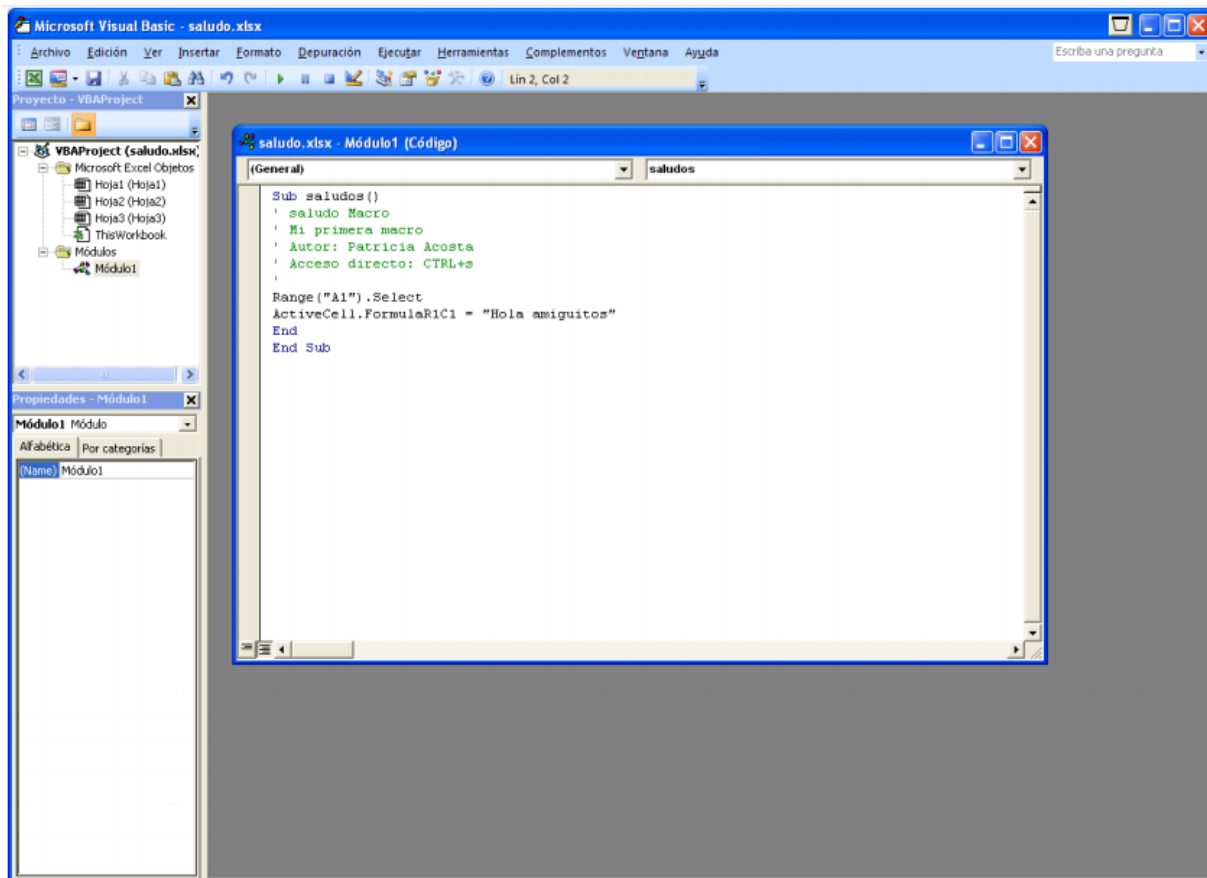 Microsoft Visual Basic - saludo.xlsx
Archivo Edición Ver Insertar Formato Depuración Ejecutar Herramientas Complementos Ventana Ayuda
Escriba una pregunta
Lín 2, Col 2
Proyecto - VBAProject
VBAProject (saludo.xlsx)
Microsoft Excel Objetos
Hoja1 (Hoja1)
Hoja2 (Hoja2)
Hoja3 (Hoja3)
ThisWorkbook
Módulos
Módulo1
Propiedades - Módulo1
Módulo1 Módulo
Alfabética Por categorías
(Name) Módulo1
saludo.xlsx - Módulo1 (Código)
(General) saludos
Sub saludos()
' saludo Macro
' Mi primera macro
' Autor: Patricia Acosta
' Acceso directo: CTRL+s
'
Range("A1").Select
ActiveCell.FormulaR1C1 = "Hola amiguitos"
End
End Sub